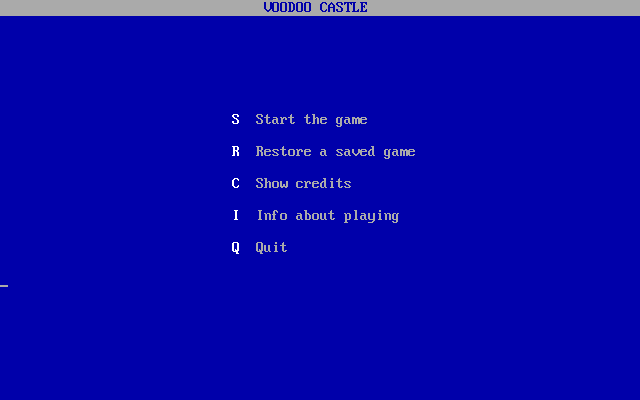 VOODOO CASTLE
S Start the game
R Restore a saved game
C Show credits
I Info about playing
Q Quit